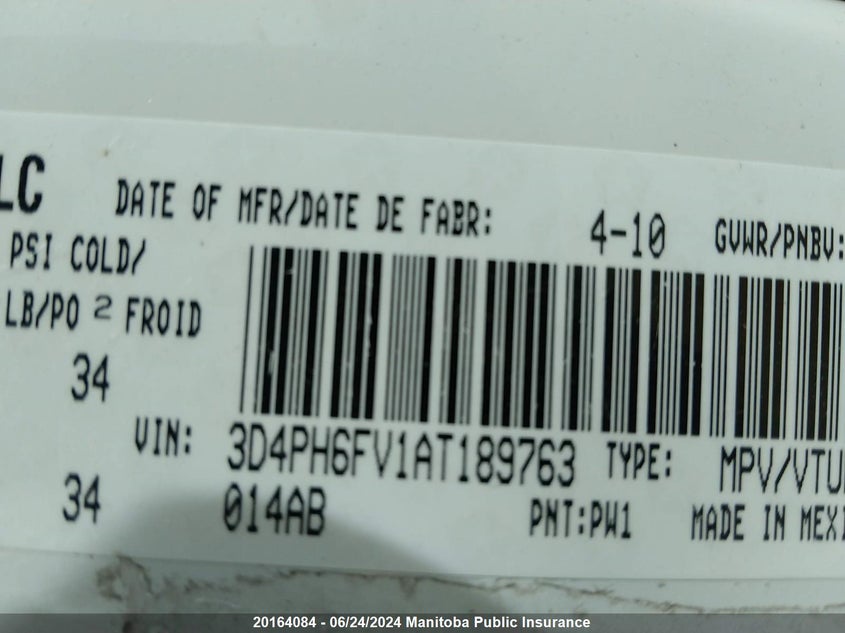 LC
DATE OF MFR/DATE DE FABR: 4-10 GVWR/PNBV:
PSI COLD/
LB/PO 2 FROID
34
VIN: 3D4PH6FV1AT189763 TYPE: MPV/VTU
34 014AB PNT:PW1 MADE IN MEXI
20164084 - 06/24/2024 Manitoba Public Insurance